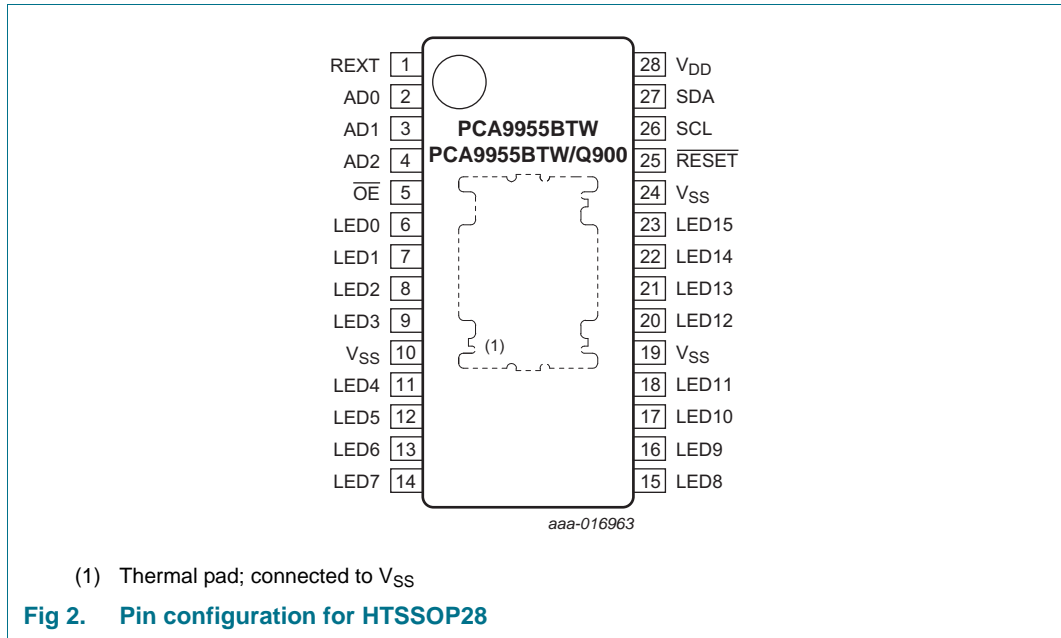 REXT 1 28 VDD
AD0 2 27 SDA
AD1 3 PCA9955BTW 26 SCL
AD2 4 PCA9955BTW/Q900 25 RESET
OE 5 24 VSS
LED0 6 23 LED15
LED1 7 22 LED14
LED2 8 21 LED13
LED3 9 20 LED12
VSS 10 (1) 19 VSS
LED4 11 18 LED11
LED5 12 17 LED10
LED6 13 16 LED9
LED7 14 15 LED8
aaa-016963
(1) Thermal pad; connected to VSS
Fig 2. Pin configuration for HTSSOP28